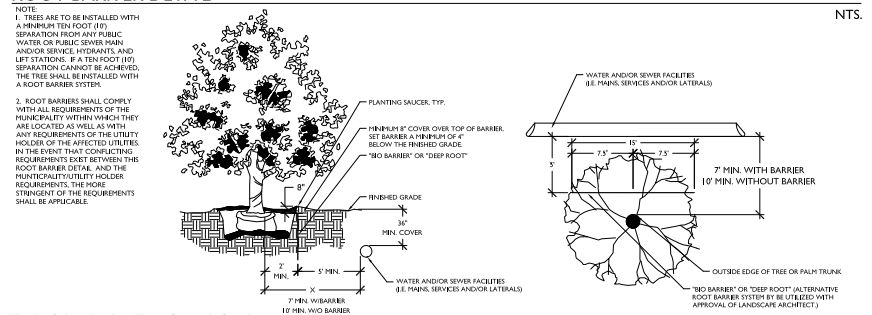 NTS.
NOTE:
1. TREES ARE TO BE INSTALLED WITH
A MINIMUM TEN FOOT (10')
SEPARATION FROM ANY PUBLIC
WATER OR PUBLIC SEWER MAIN
AND/OR SERVICE, HYDRANTS, AND
LIFT STATIONS. IF A TEN FOOT (10')
SEPARATION CANNOT BE ACHIEVED,
THE TREE SHALL BE INSTALLED WITH
A ROOT BARRIER SYSTEM.
2. ROOT BARRIERS SHALL COMPLY
WITH ALL REQUIREMENTS OF THE
MUNICIPALITY WITHIN WHICH THEY
ARE LOCATED AS WELL AS WITH
ANY REQUIREMENTS OF THE UTILITY
HOLDER OF THE AFFECTED UTILITIES.
IN THE EVENT THAT CONFLICTING
REQUIREMENTS EXIST BETWEEN THIS
ROOT BARRIER DETAIL AND THE
MUNTICPALITY/UTILITY HOLDER
REQUIREMENTS, THE MORE
STRINGENT OF THE REQUIREMENTS
SHALL BE APPLICABLE.
PLANTING SAUCER, TYP.
MINIMUM 8" COVER OVER TOP OF BARRIER.
SET BARRIER A MINIMUM OF 4"
BELOW THE FINISHED GRADE.
"BIO BARRIER" OR "DEEP ROOT"
8"
FINISHED GRADE
36"
MIN. COVER
2'
MIN.
5' MIN.
X
7' MIN. W/BARRIER
10' MIN. W/O BARRIER
WATER AND/OR SEWER FACILITIES
(I.E. MAINS, SERVICES AND/OR LATERALS)
WATER AND/OR SEWER FACILITIES
(I.E. MAINS, SERVICES AND/OR LATERALS)
15'
7.5'
7.5'
5'
7' MIN. WITH BARRIER
10' MIN. WITHOUT BARRIER
OUTSIDE EDGE OF TREE OR PALM TRUNK
"BIO BARRIER" OR "DEEP ROOT" (ALTERNATIVE
ROOT BARRIER SYSTEM BY BE UTILIZED WITH
APPROVAL OF LANDSCAPE ARCHITECT.)